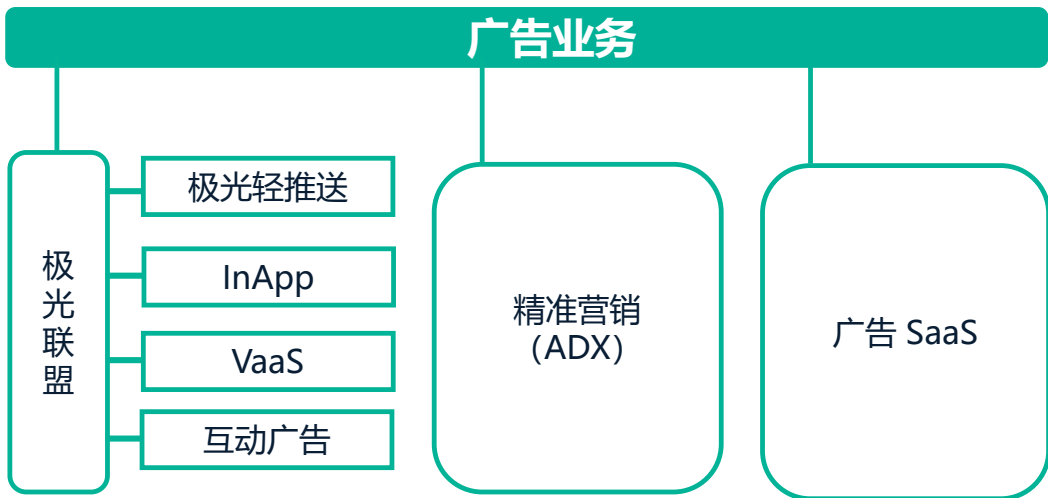 广告业务
极光联盟
极光轻推送
InApp
VaaS
互动广告
精准营销
（ADX）
广告 SaaS